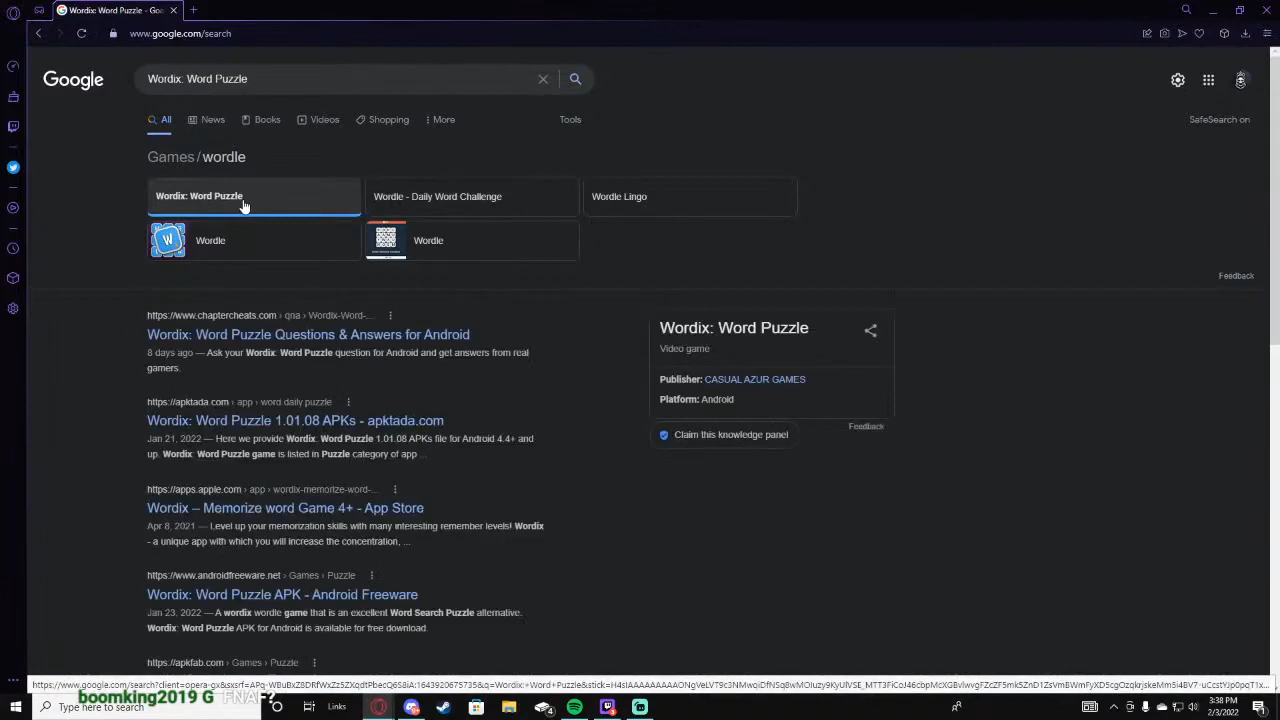 Wordix: Word Puzzle - Goo
www.google.com/search
Google
Wordix: Word Puzzle
All
News
Books
Videos
Shopping
More
Tools
SafeSearch on
Games/wordle
Wordix: Word Puzzle
Wordle - Daily Word Challenge
Wordle Lingo
W
Wordle
Wordle
Feedback
https://www.chaptercheats.com › qna › Wordix-Word-...
Wordix: Word Puzzle Questions & Answers for Android
8 days ago — Ask your Wordix: Word Puzzle question for Android and get answers from real
gamers.
https://apktada.com › app › word daily puzzle
Wordix: Word Puzzle 1.01.08 APKs - apktada.com
Jan 21, 2022 — Here we provide Wordix: Word Puzzle 1.01.08 APKs file for Android 4.4+ and
up. Wordix: Word Puzzle game is listed in Puzzle category of app ...
https://apps.apple.com › app › wordix-memorize-word-...
Wordix – Memorize word Game 4+ - App Store
Apr 8, 2021 — Level up your memorization skills with many interesting remember levels! Wordix
- a unique app with which you will increase the concentration, ...
https://www.androidfreeware.net › Games › Puzzle
Wordix: Word Puzzle APK - Android Freeware
Jan 23, 2022 — A wordix wordle game that is an excellent Word Search Puzzle alternative.
Wordix: Word Puzzle APK for Android is available for free download.
https://apkfab.com › Games › Puzzle
Wordix: Word Puzzle
Video game
Publisher: CASUAL AZUR GAMES
Platform: Android
Feedback
Claim this knowledge panel
boomking2019 G FNAF?
Type here to search
Links
3:38 PM
2/3/2022